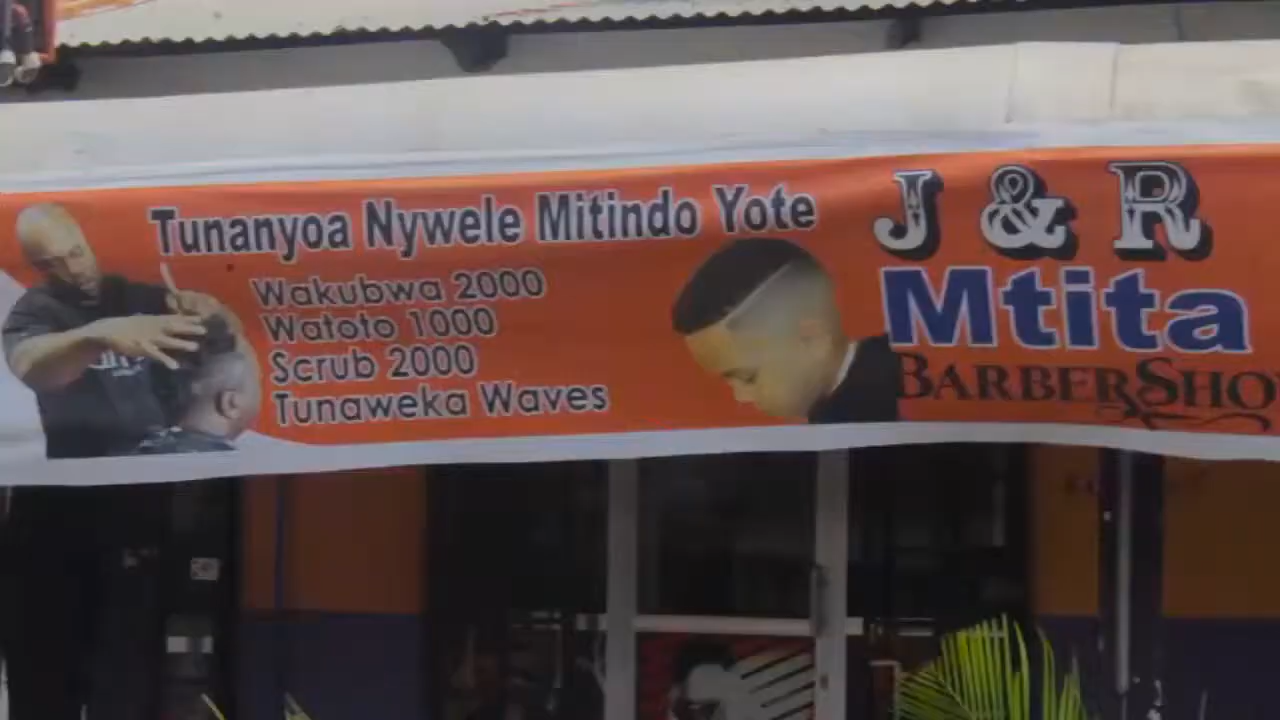 Tunanyoa Nywele Mitindo Yote
Wakubwa 2000
Watoto 1000
Scrub 2000
Tunaweka Waves
J & R
Mtita
BARBERSHO